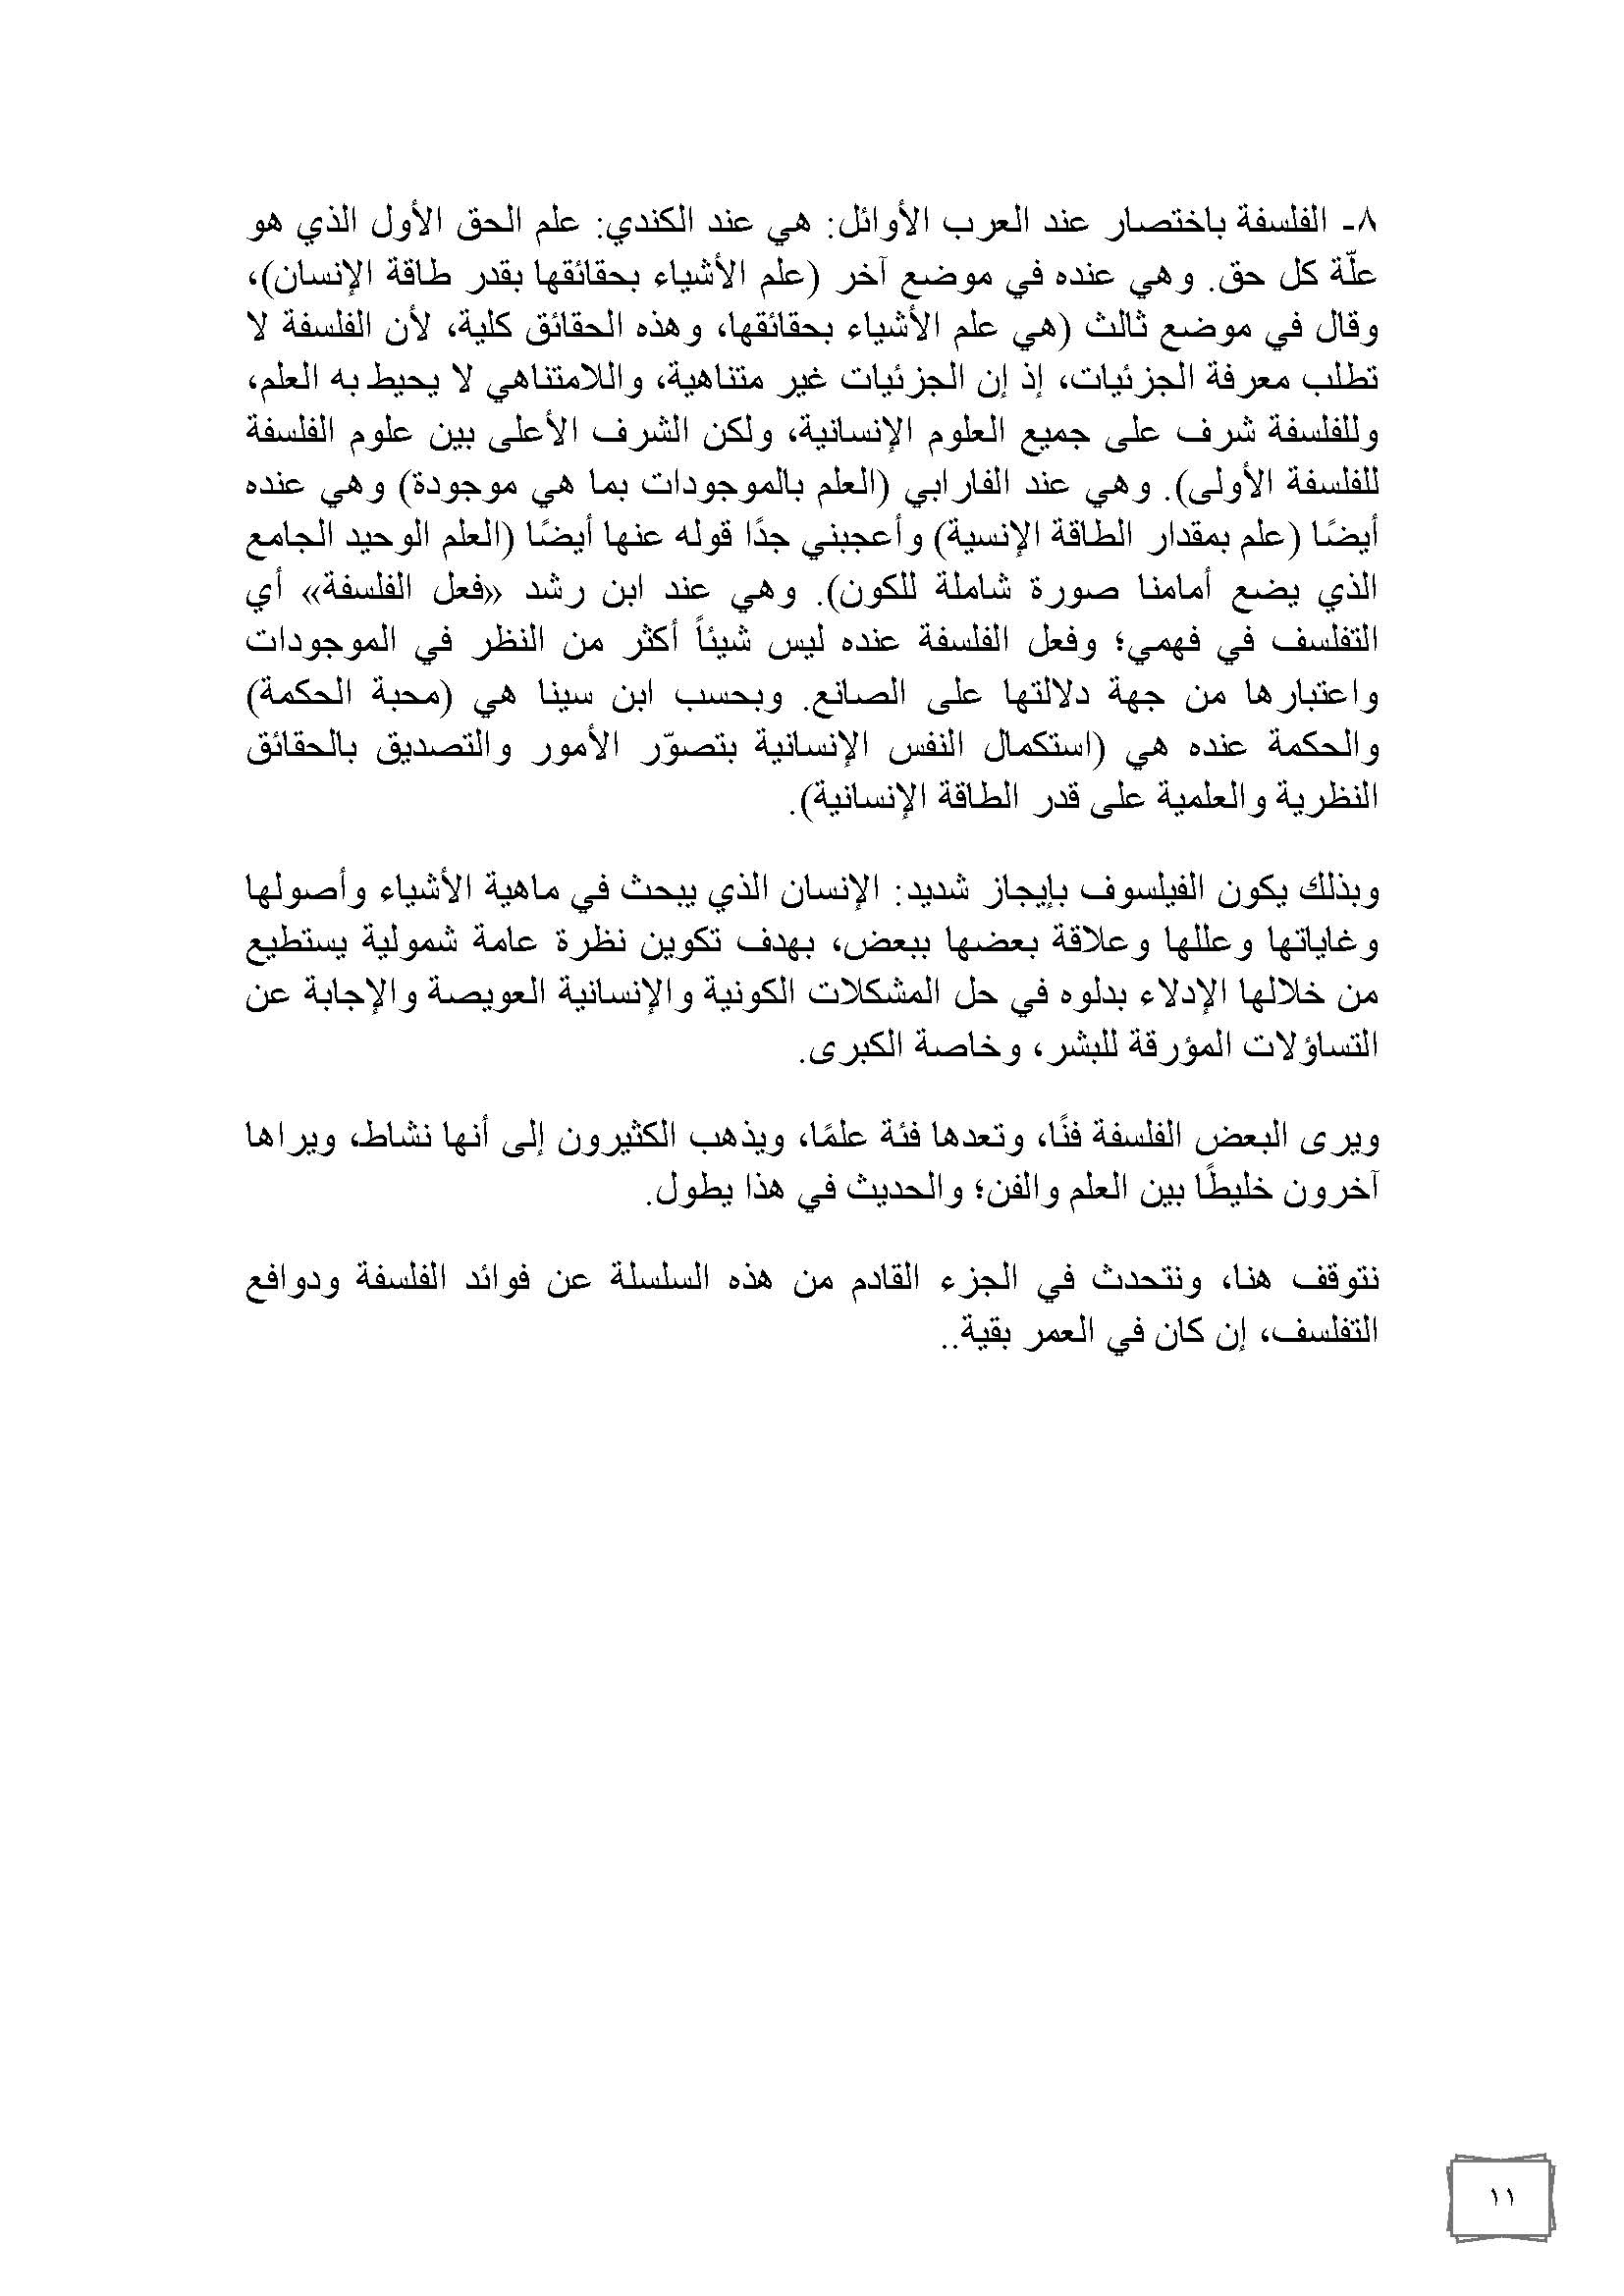 ٨- الفلسفة باختصار عند العرب الأوائل: هي عند الكندي: علم الحق الأول الذي هو
علّة كل حق. وهي عنده في موضع آخر (علم الأشياء بحقائقها بقدر طاقة الإنسان)،
وقال في موضع ثالث (هي علم الأشياء بحقائقها، وهذه الحقائق كلية، لأن الفلسفة لا
تطلب معرفة الجزئيات، إذ إن الجزئيات غير متناهية، واللامتناهي لا يحيط به العلم،
وللفلسفة شرف على جميع العلوم الإنسانية، ولكن الشرف الأعلى بين علوم الفلسفة
للفلسفة الأولى). وهي عند الفارابي (العلم بالموجودات بما هي موجودة) وهي عنده
أيضًا (علم بمقدار الطاقة الإنسية) وأعجبني جدًا قوله عنها أيضًا (العلم الوحيد الجامع
الذي يضع أمامنا صورة شاملة للكون). وهي عند ابن رشد «فعل الفلسفة» أي
التفلسف في فهمي؛ وفعل الفلسفة عنده ليس شيئاً أكثر من النظر في الموجودات
واعتبارها من جهة دلالتها على الصانع. وبحسب ابن سينا هي (محبة الحكمة)
والحكمة عنده هي (استكمال النفس الإنسانية بتصوّر الأمور والتصديق بالحقائق
النظرية والعلمية على قدر الطاقة الإنسانية).
وبذلك يكون الفيلسوف بإيجاز شديد: الإنسان الذي يبحث في ماهية الأشياء وأصولها
وغاياتها وعللها وعلاقة بعضها ببعض، بهدف تكوين نظرة عامة شمولية يستطيع
من خلالها الإدلاء بدلوه في حل المشكلات الكونية والإنسانية العويصة والإجابة عن
التساؤلات المؤرقة للبشر، وخاصة الكبرى.
ويرى البعض الفلسفة فنًا، وتعدها فئة علمًا، ويذهب الكثيرون إلى أنها نشاط، ويراها
آخرون خليطًا بين العلم والفن؛ والحديث في هذا يطول.
نتوقف هنا، ونتحدث في الجزء القادم من هذه السلسلة عن فوائد الفلسفة ودوافع
التفلسف، إن كان في العمر بقية..
١١